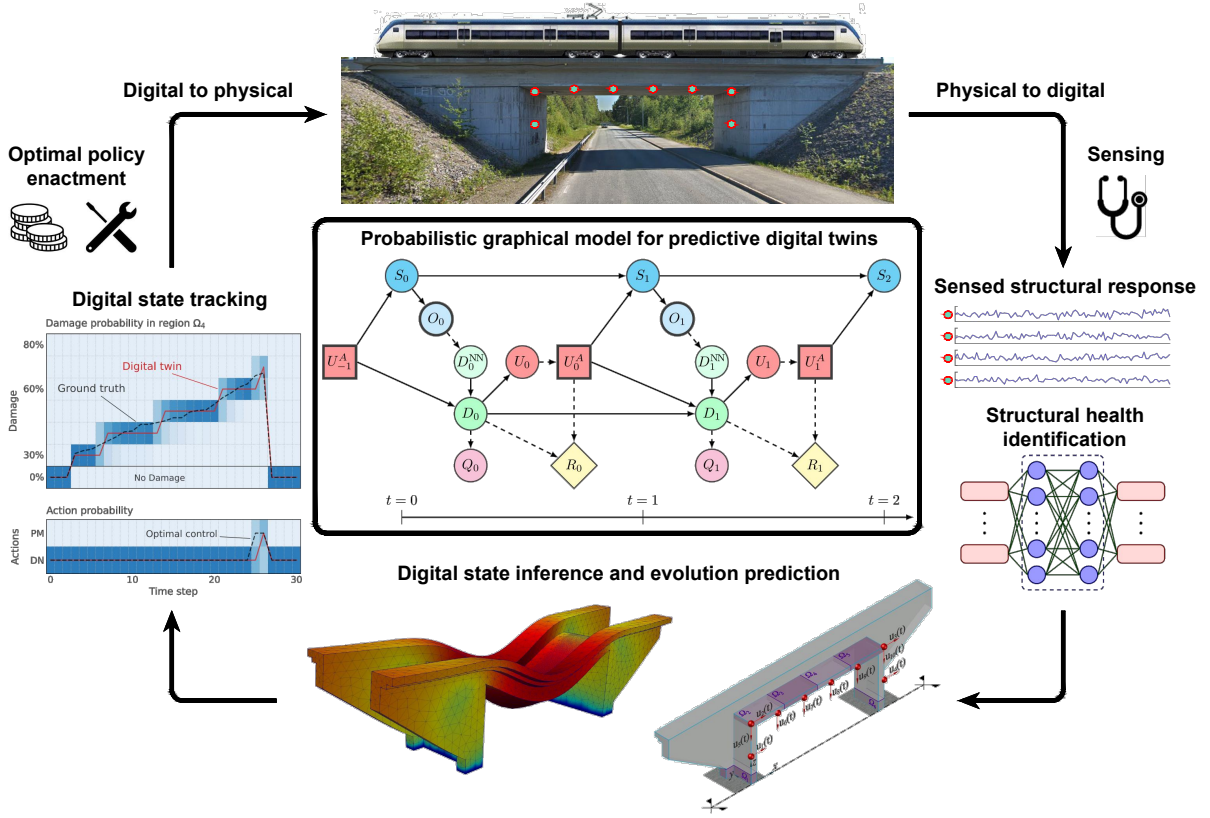 Digital to physical
Physical to digital
Optimal policy
enactment
Sensing
Probabilistic graphical model for predictive digital twins
S₀
S₁
S₂
O₀
O₁
U₋₁ᴬ
D₀ᴺᴺ
U₀
U₀ᴬ
D₁ᴺᴺ
U₁
U₁ᴬ
D₀
D₁
Q₀
R₀
Q₁
R₁
t = 0
t = 1
t = 2
Digital state tracking
Damage probability in region Ω₄
80%
60%
30%
0%
Damage
Digital twin
Ground truth
No Damage
Action probability
PM
DN
Actions
Optimal control
0
10
20
30
Time step
Sensed structural response
Structural health
identification
Digital state inference and evolution prediction
u₁(t)
u₂(t)
x
y